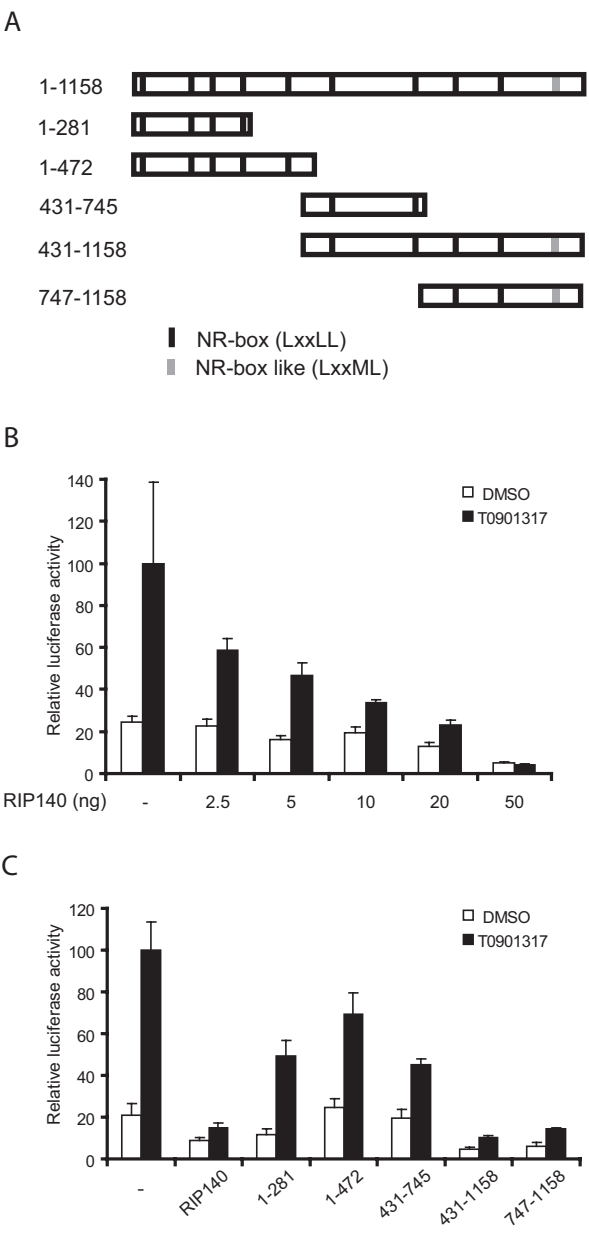 A
1-1158
1-281
1-472
431-745
431-1158
747-1158
NR-box (LxxLL)
NR-box like (LxxML)
B
Relative luciferase activity
140
120
100
80
60
40
20
0
DMSO
T0901317
RIP140 (ng) - 2.5 5 10 20 50
C
Relative luciferase activity
120
100
80
60
40
20
0
DMSO
T0901317
- RIP140 1-281 1-472 431-745 431-1158 747-1158